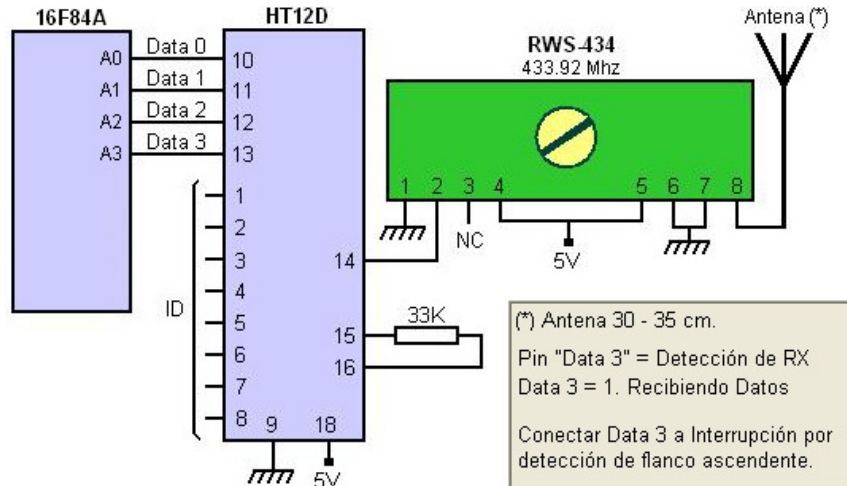 16F84A
HT12D
Antena (*)
RWS-434
433.92 Mhz
A0 Data 0 10
A1 Data 1 11
A2 Data 2 12
A3 Data 3 13
1 2 3 4 5 6 7 8
NC
5V
ID
1
2
3
4
5
6
7
8
14
15
16
33K
9
18
5V
(*) Antena 30 - 35 cm.
Pin "Data 3" = Detección de RX
Data 3 = 1. Recibiendo Datos
Conectar Data 3 a Interrupción por
detección de flanco ascendente.